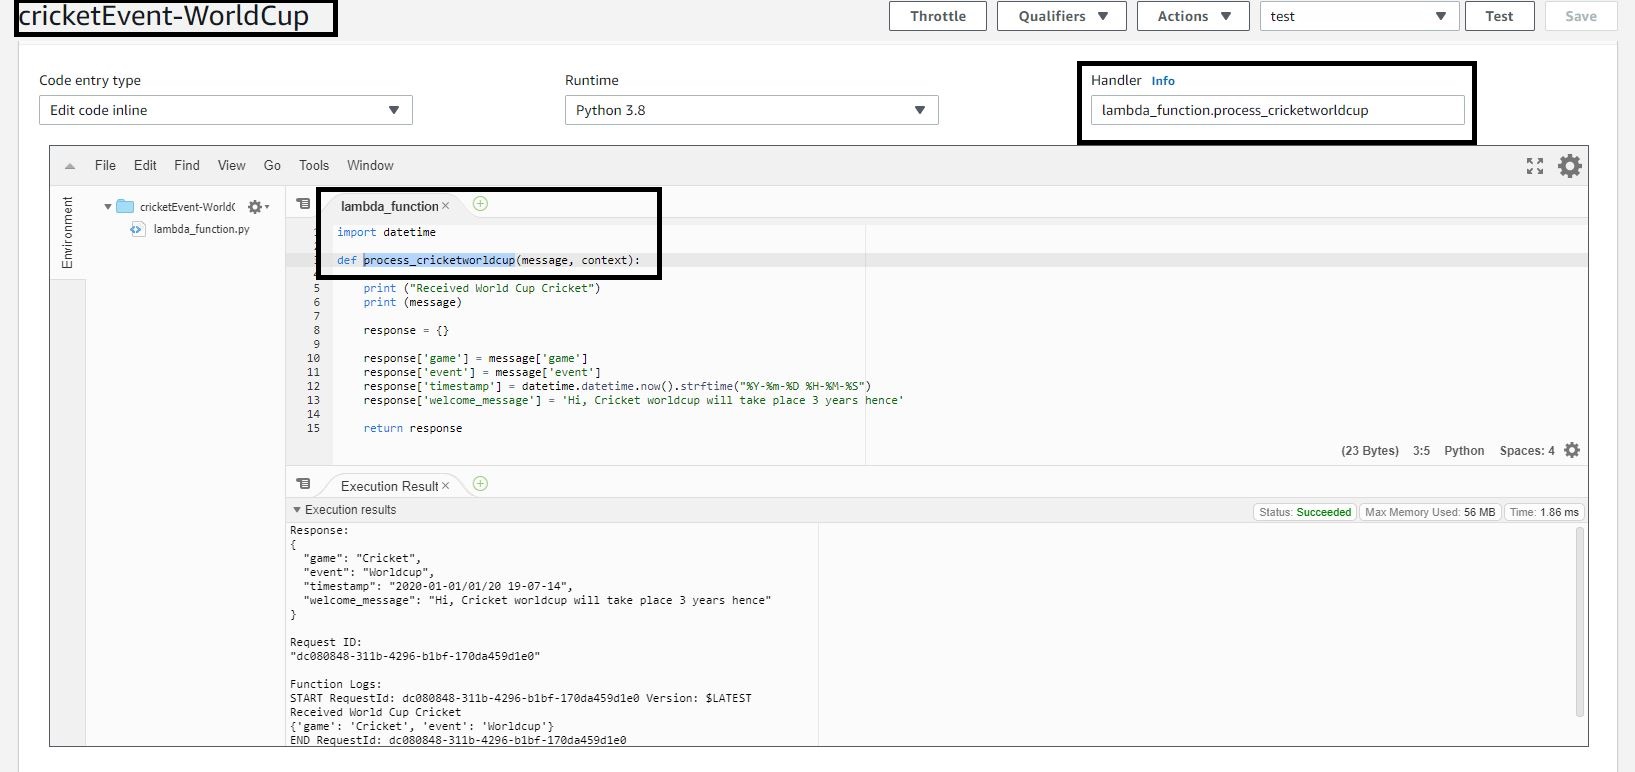 cricketEvent-WorldCup
Throttle
Qualifiers
Actions
test
Test
Save
Code entry type
Runtime
Handler Info
Edit code inline
Python 3.8
lambda_function.process_cricketworldcup
File Edit Find View Go Tools Window
Environment
cricketEvent-World
lambda_function.py
lambda_function
1 import datetime
3 def process_cricketworldcup(message, context):
5 print ("Received World Cup Cricket")
6 print (message)
7
8 response = {}
9
10 response['game'] = message['game']
11 response['event'] = message['event']
12 response['timestamp'] = datetime.datetime.now().strftime("%Y-%m-%D %H-%M-%S")
13 response['welcome_message'] = 'Hi, Cricket worldcup will take place 3 years hence'
14
15 return response
(23 Bytes) 3:5 Python Spaces: 4
Execution Result
Execution results
Status: Succeeded Max Memory Used: 56 MB Time: 1.86 ms
Response:
{
"game": "Cricket",
"event": "Worldcup",
"timestamp": "2020-01-01/01/20 19-07-14",
"welcome_message": "Hi, Cricket worldcup will take place 3 years hence"
}
Request ID:
"dc080848-311b-4296-b1bf-170da459d1e0"
Function Logs:
START RequestId: dc080848-311b-4296-b1bf-170da459d1e0 Version: $LATEST
Received World Cup Cricket
{'game': 'Cricket', 'event': 'Worldcup'}
END RequestId: dc080848-311b-4296-b1bf-170da459d1e0